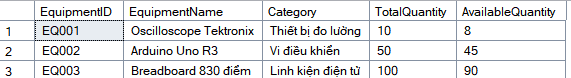 EquipmentID EquipmentName Category TotalQuantity AvailableQuantity
1 EQ001 Oscilloscope Tektronix Thiết bị đo lường 10 8
2 EQ002 Arduino Uno R3 Vi điều khiển 50 45
3 EQ003 Breadboard 830 điểm Linh kiện điện tử 100 90